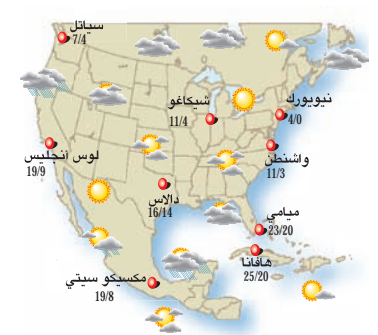 سياتل
7/4
نيويورك
4/0
شيكاغو
11/4
واشنطن
11/3
لوس أنجليس
19/9
دالاس
16/14
ميامي
23/20
هافانا
25/20
مكسيكو سيتي
19/8